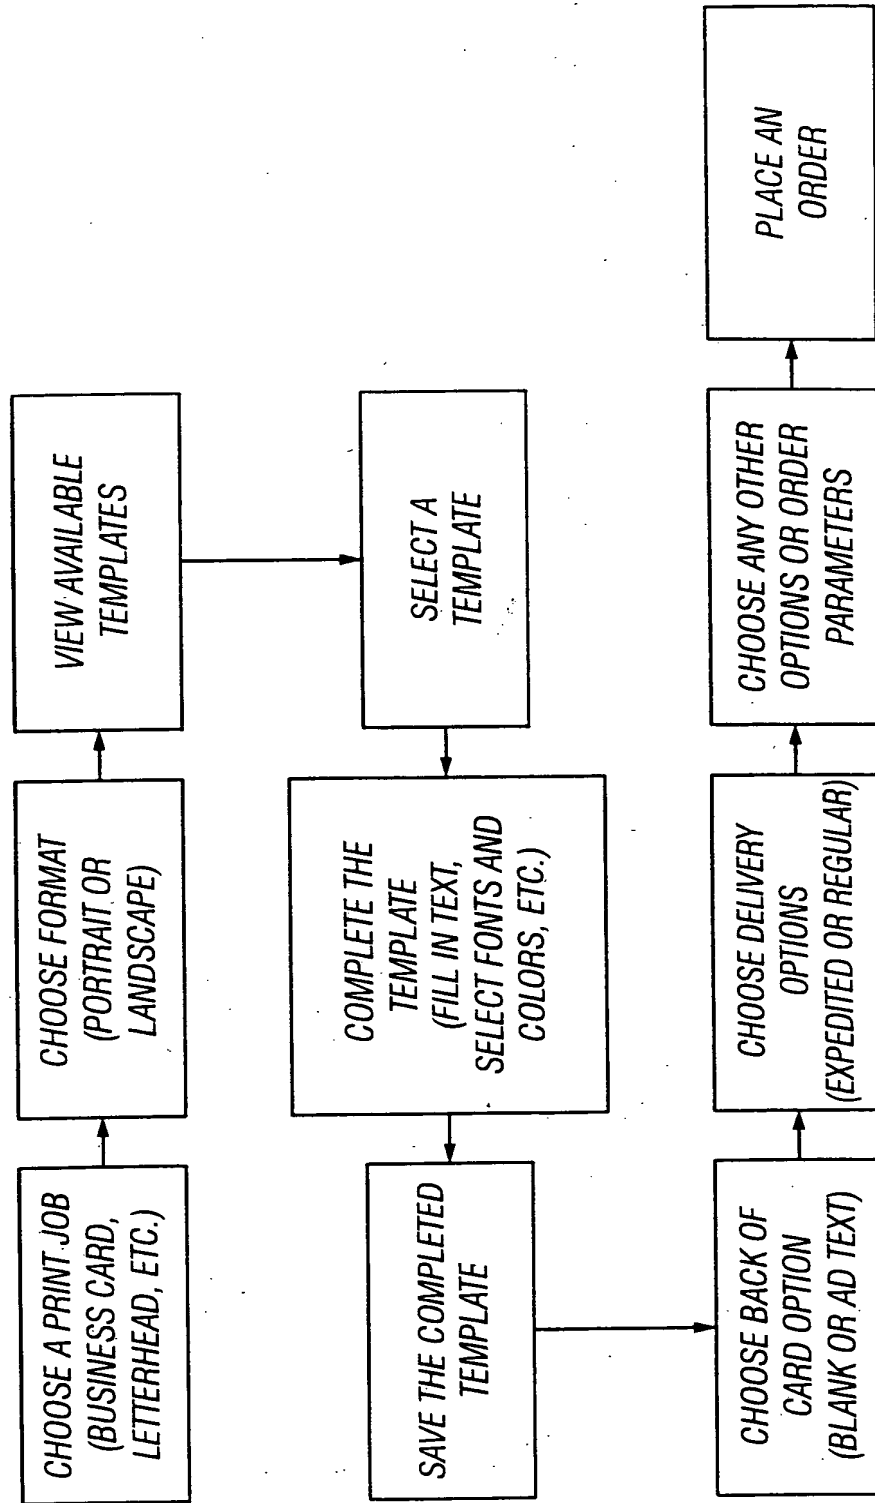 CHOOSE A PRINT JOB
(BUSINESS CARD,
LETTERHEAD, ETC.)
CHOOSE FORMAT
(PORTRAIT OR
LANDSCAPE)
VIEW AVAILABLE
TEMPLATES
SELECT A
TEMPLATE
COMPLETE THE
TEMPLATE
(FILL IN TEXT,
SELECT FONTS AND
COLORS, ETC.)
SAVE THE COMPLETED
TEMPLATE
CHOOSE BACK OF
CARD OPTION
(BLANK OR AD TEXT)
CHOOSE DELIVERY
OPTIONS
(EXPEDITED OR REGULAR)
CHOOSE ANY OTHER
OPTIONS OR ORDER
PARAMETERS
PLACE AN
ORDER